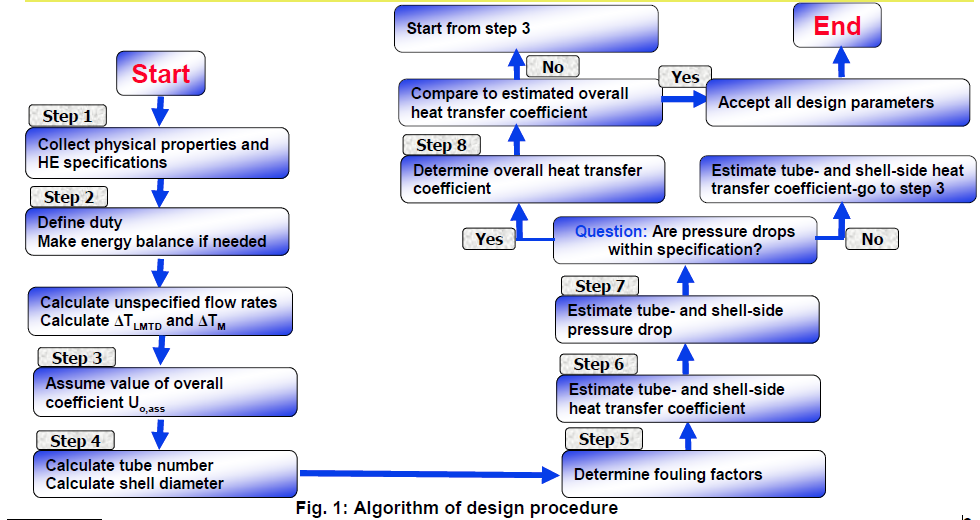 Start
Step 1
Collect physical properties and
HE specifications
Step 2
Define duty
Make energy balance if needed
Calculate unspecified flow rates
Calculate ΔT_LMTD and ΔT_M
Step 3
Assume value of overall
coefficient U_o,ass
Step 4
Calculate tube number
Calculate shell diameter
Step 5
Determine fouling factors
Step 6
Estimate tube- and shell-side
heat transfer coefficient
Step 7
Estimate tube- and shell-side
pressure drop
Question: Are pressure drops
within specification?
Yes
No
Estimate tube- and shell-side heat
transfer coefficient-go to step 3
Step 8
Determine overall heat transfer
coefficient
Compare to estimated overall
heat transfer coefficient
No
Start from step 3
Yes
Accept all design parameters
End
Fig. 1: Algorithm of design procedure